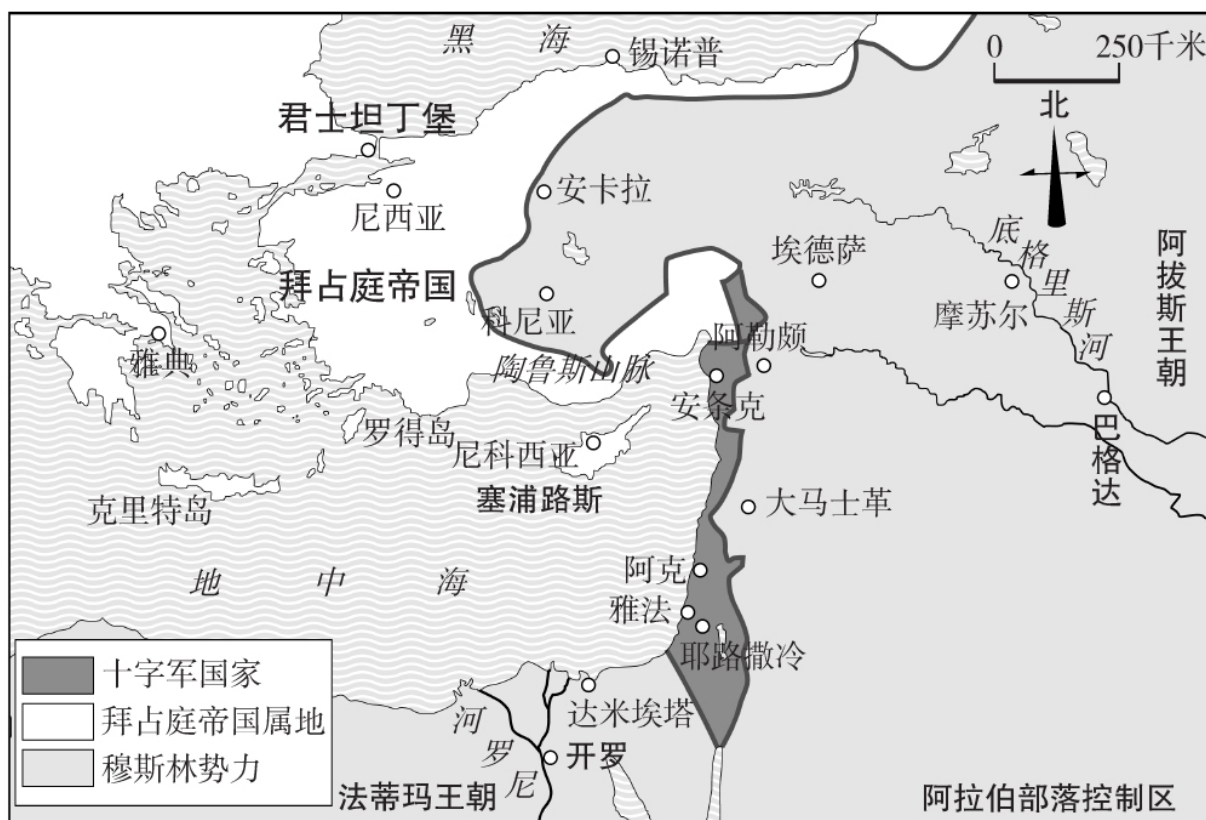 黑海
锡诺普
0 250千米
北
君士坦丁堡
尼西亚
安卡拉
拜占庭帝国
埃德萨
底格里斯河
阿拔斯王朝
科尼亚
摩苏尔
雅典
陶鲁斯山脉
阿勒颇
安条克
罗得岛
尼科西亚
巴格达
克里特岛
塞浦路斯
大马士革
地中海
阿克
雅法
耶路撒冷
十字军国家
拜占庭帝国属地
穆斯林势力
达米埃塔
河罗尼
开罗
法蒂玛王朝
阿拉伯部落控制区